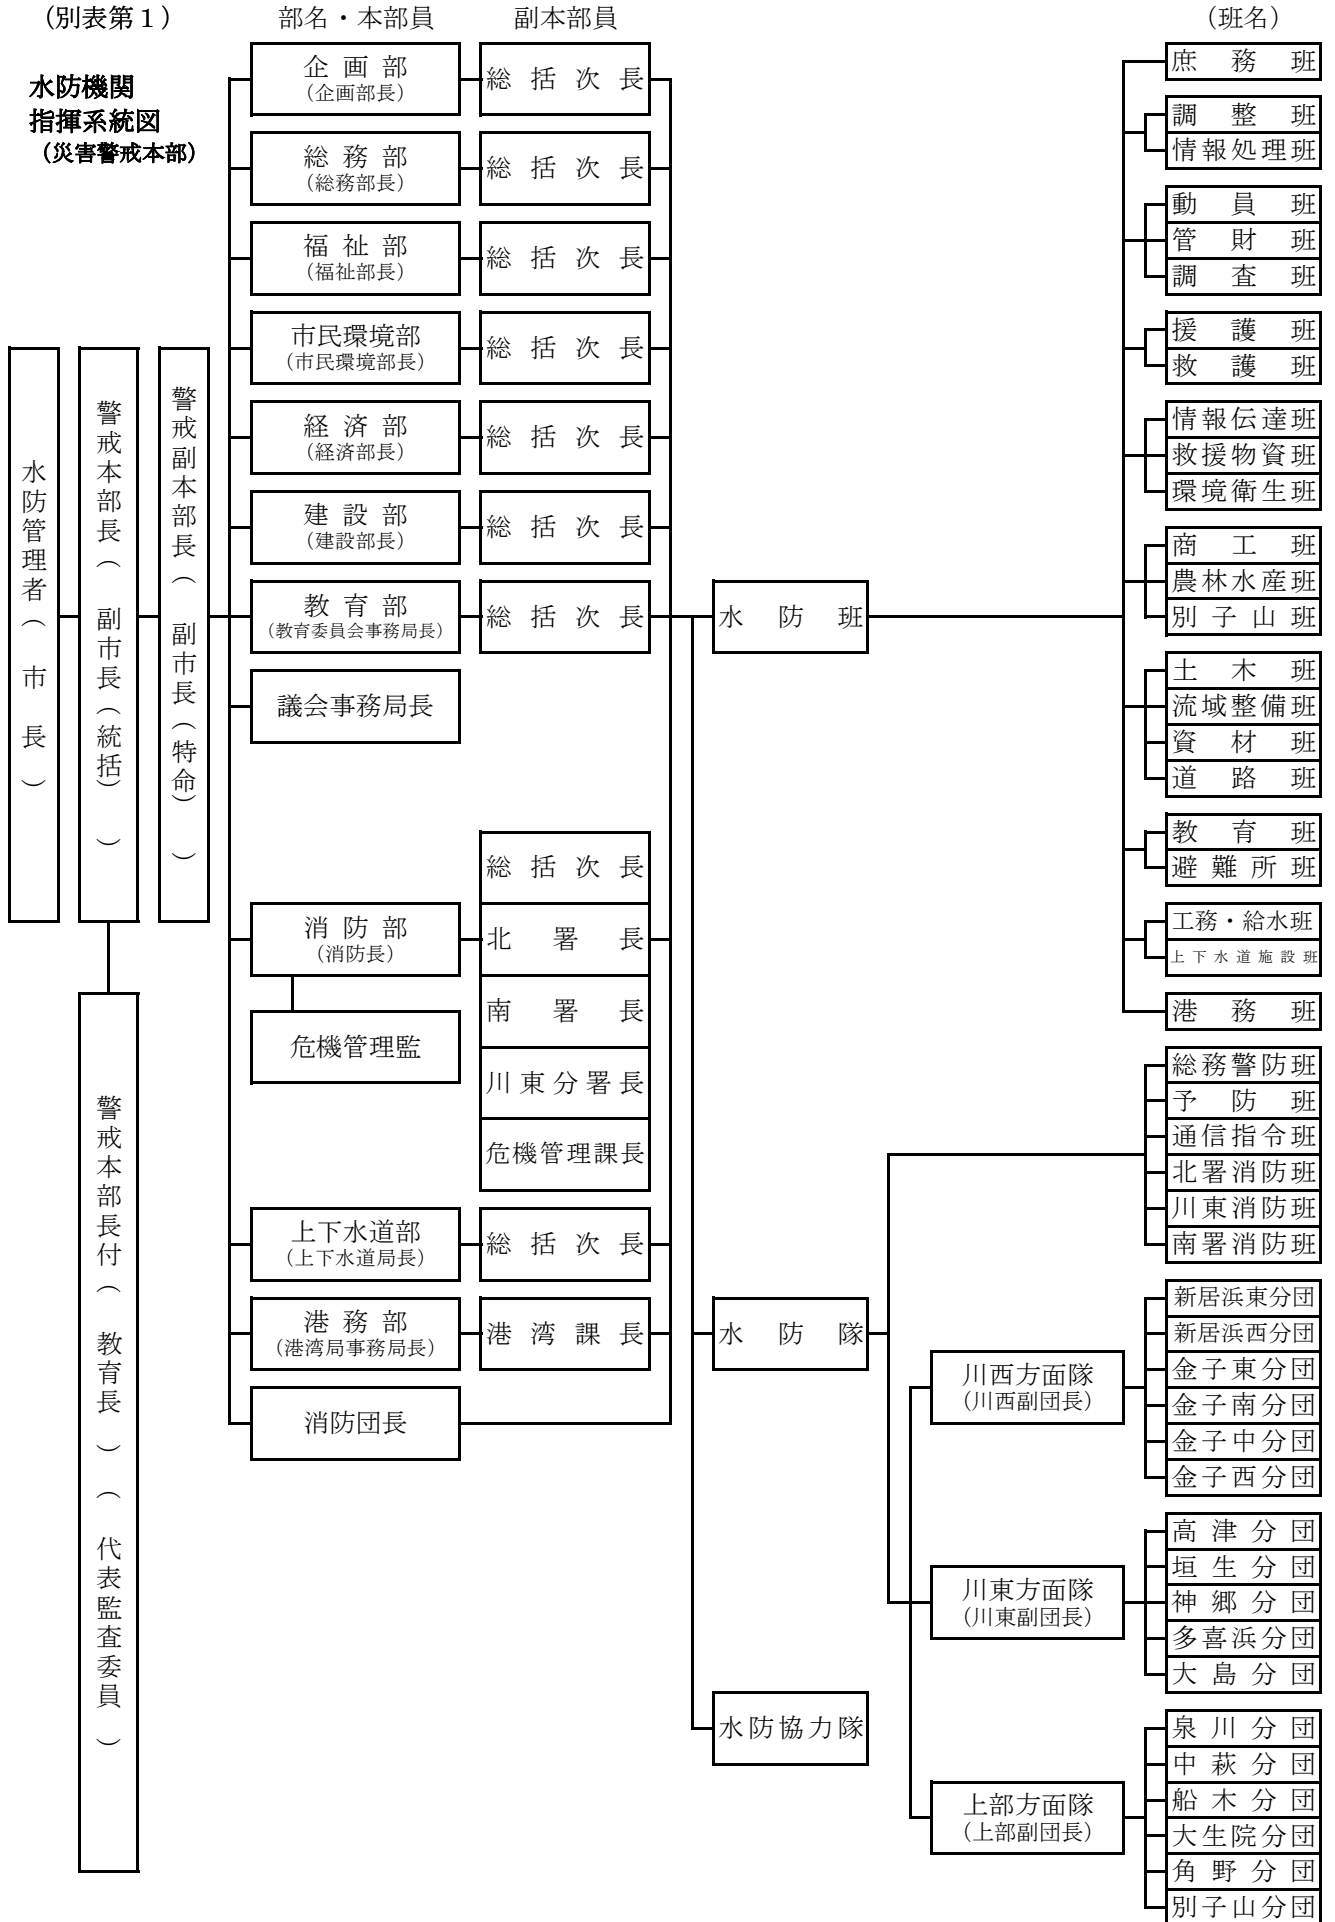 (別表第1)
部名・本部員
副本部員
(班名)
水防機関
指揮系統図
(災害警戒本部)
水防管理者(市長)
警戒本部長(副市長(統括))
警戒副本部長(副市長(特命))
警戒本部長付(教育長)(代表監査委員)
企画部
(企画部長)
総括次長
総務部
(総務部長)
総括次長
福祉部
(福祉部長)
総括次長
市民環境部
(市民環境部長)
総括次長
経済部
(経済部長)
総括次長
建設部
(建設部長)
総括次長
教育部
(教育委員会事務局長)
総括次長
議会事務局長
消防部
(消防長)
危機管理監
総括次長
北署長
南署長
川東分署長
危機管理課長
上下水道部
(上下水道局長)
総括次長
港務部
(港湾局事務局長)
港湾課長
消防団長
水防班
水防隊
水防協力隊
川西方面隊
(川西副団長)
川東方面隊
(川東副団長)
上部方面隊
(上部副団長)
庶務班
調整班
情報処理班
動員班
管財班
調査班
援護班
救護班
情報伝達班
救援物資班
環境衛生班
商工班
農林水産班
別子山班
土木班
流域整備班
資材班
道路班
教育班
避難所班
工務・給水班
上下水道施設班
港務班
総務警防班
予防班
通信指令班
北署消防班
川東消防班
南署消防班
新居浜東分団
新居浜西分団
金子東分団
金子南分団
金子中分団
金子西分団
高津分団
垣生分団
神郷分団
多喜浜分団
大島分団
泉川分団
中萩分団
船木分団
大生院分団
角野分団
別子山分団